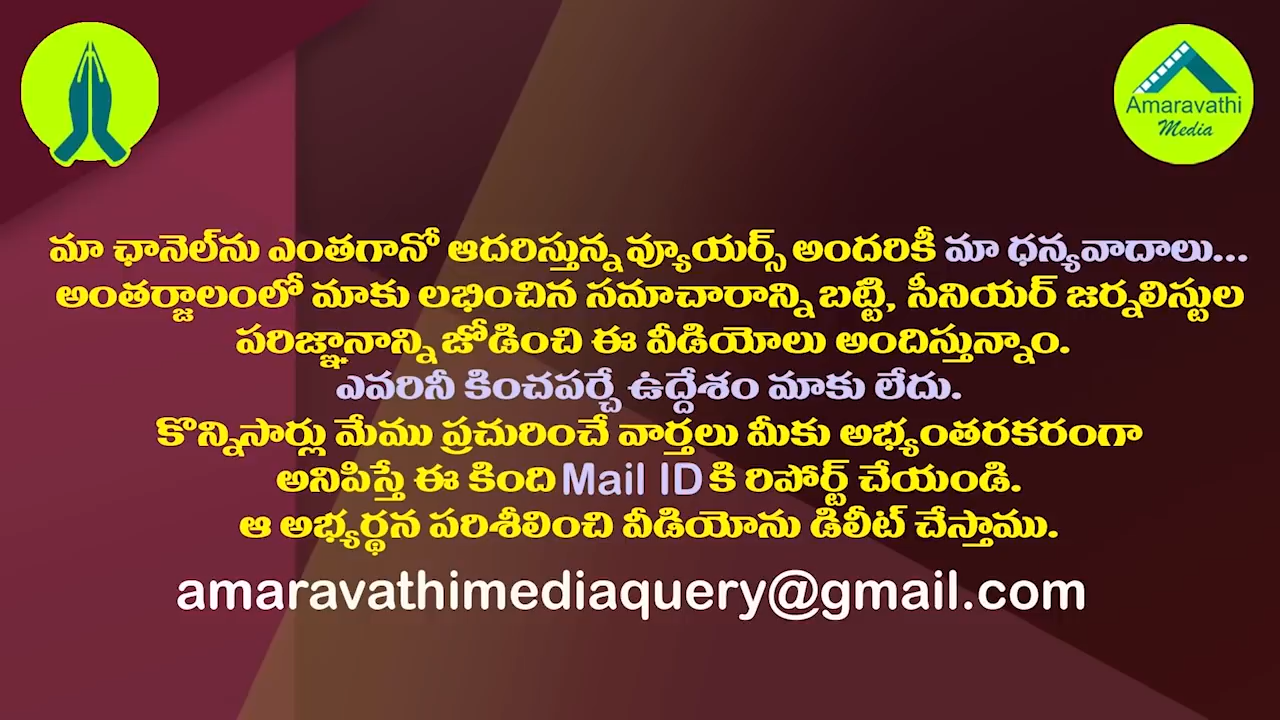 Amaravathi
Media
మా ఛానెల్‌ను ఎంతగానో ఆదరిస్తున్న వ్యూయర్స్ అందరికీ మా ధన్యవాదాలు...
అంతర్జాలంలో మాకు లభించిన సమాచారాన్ని బట్టి, సీనియర్ జర్నలిస్టుల
పరిజ్ఞానాన్ని జోడించి ఈ వీడియోలు అందిస్తున్నాం.
ఎవరినీ కించపర్చే ఉద్దేశం మాకు లేదు.
కొన్నిసార్లు మేము ప్రచురించే వార్తలు మీకు అభ్యంతరకరంగా
అనిపిస్తే ఈ కింది Mail ID కి రిపోర్ట్ చేయండి.
ఆ అభ్యర్థన పరిశీలించి వీడియోను డిలీట్ చేస్తాము.
amaravathimediaquery@gmail.com